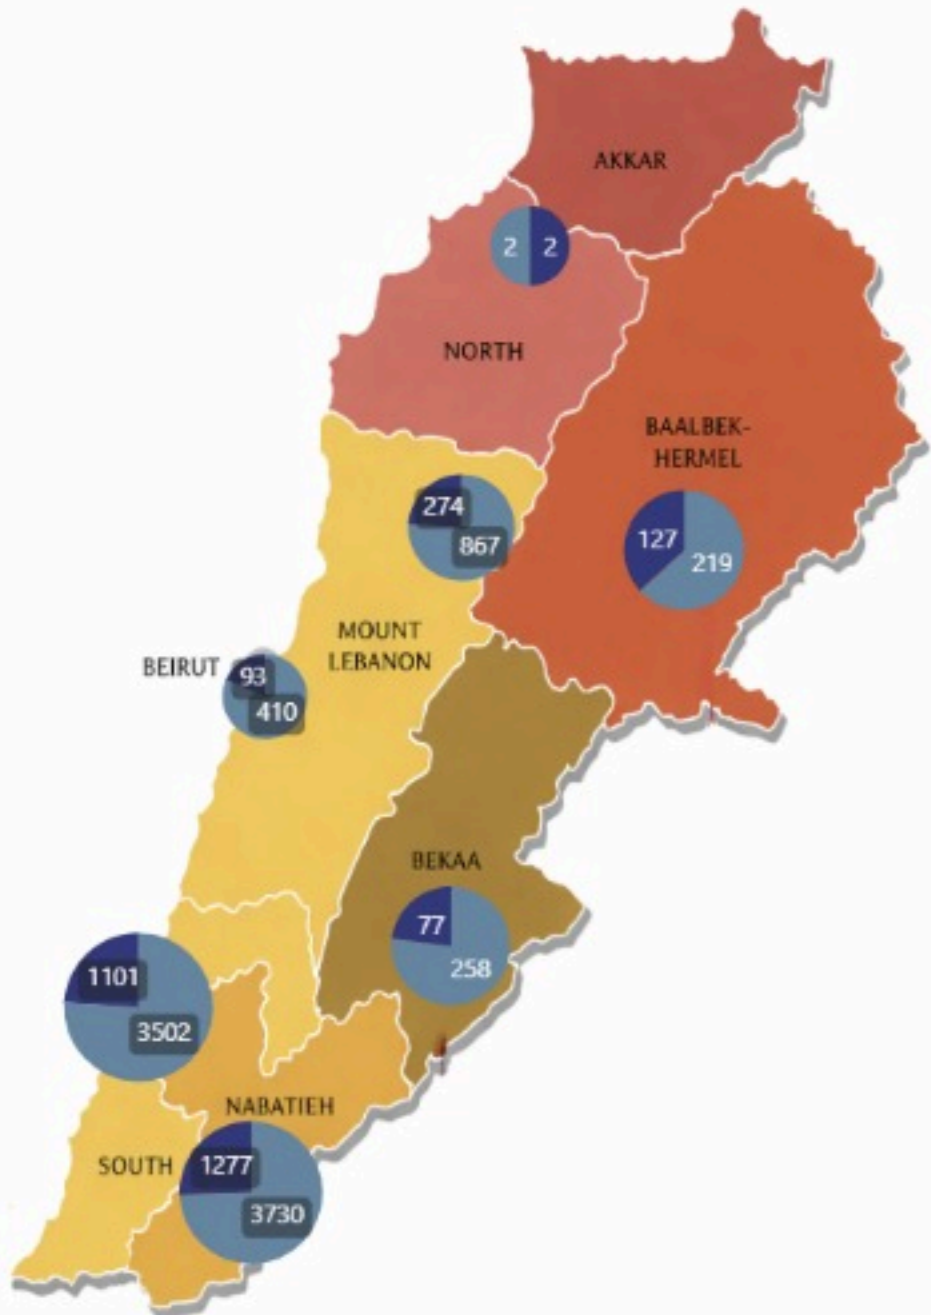 AKKAR
2 2
NORTH
BAALBEK-
HERMEL
274
867
127
219
MOUNT
LEBANON
BEIRUT
93
410
BEKAA
77
258
1101
3502
NABATIEH
SOUTH
1277
3730